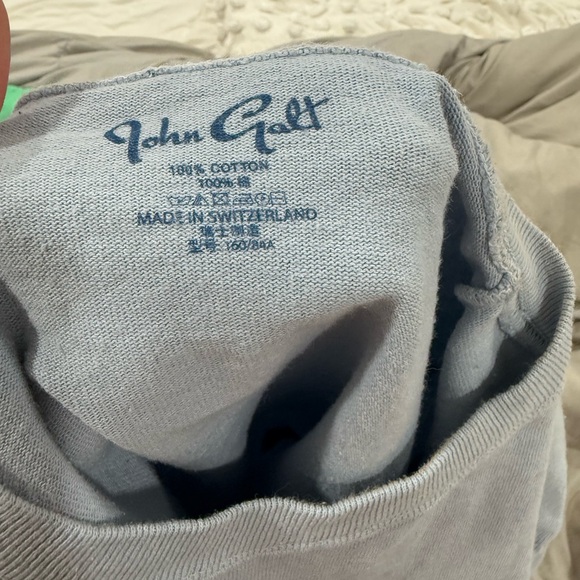 John Galt
100% COTTON
100% 棉
MADE IN SWITZERLAND
瑞士制造
型号: 160/84A